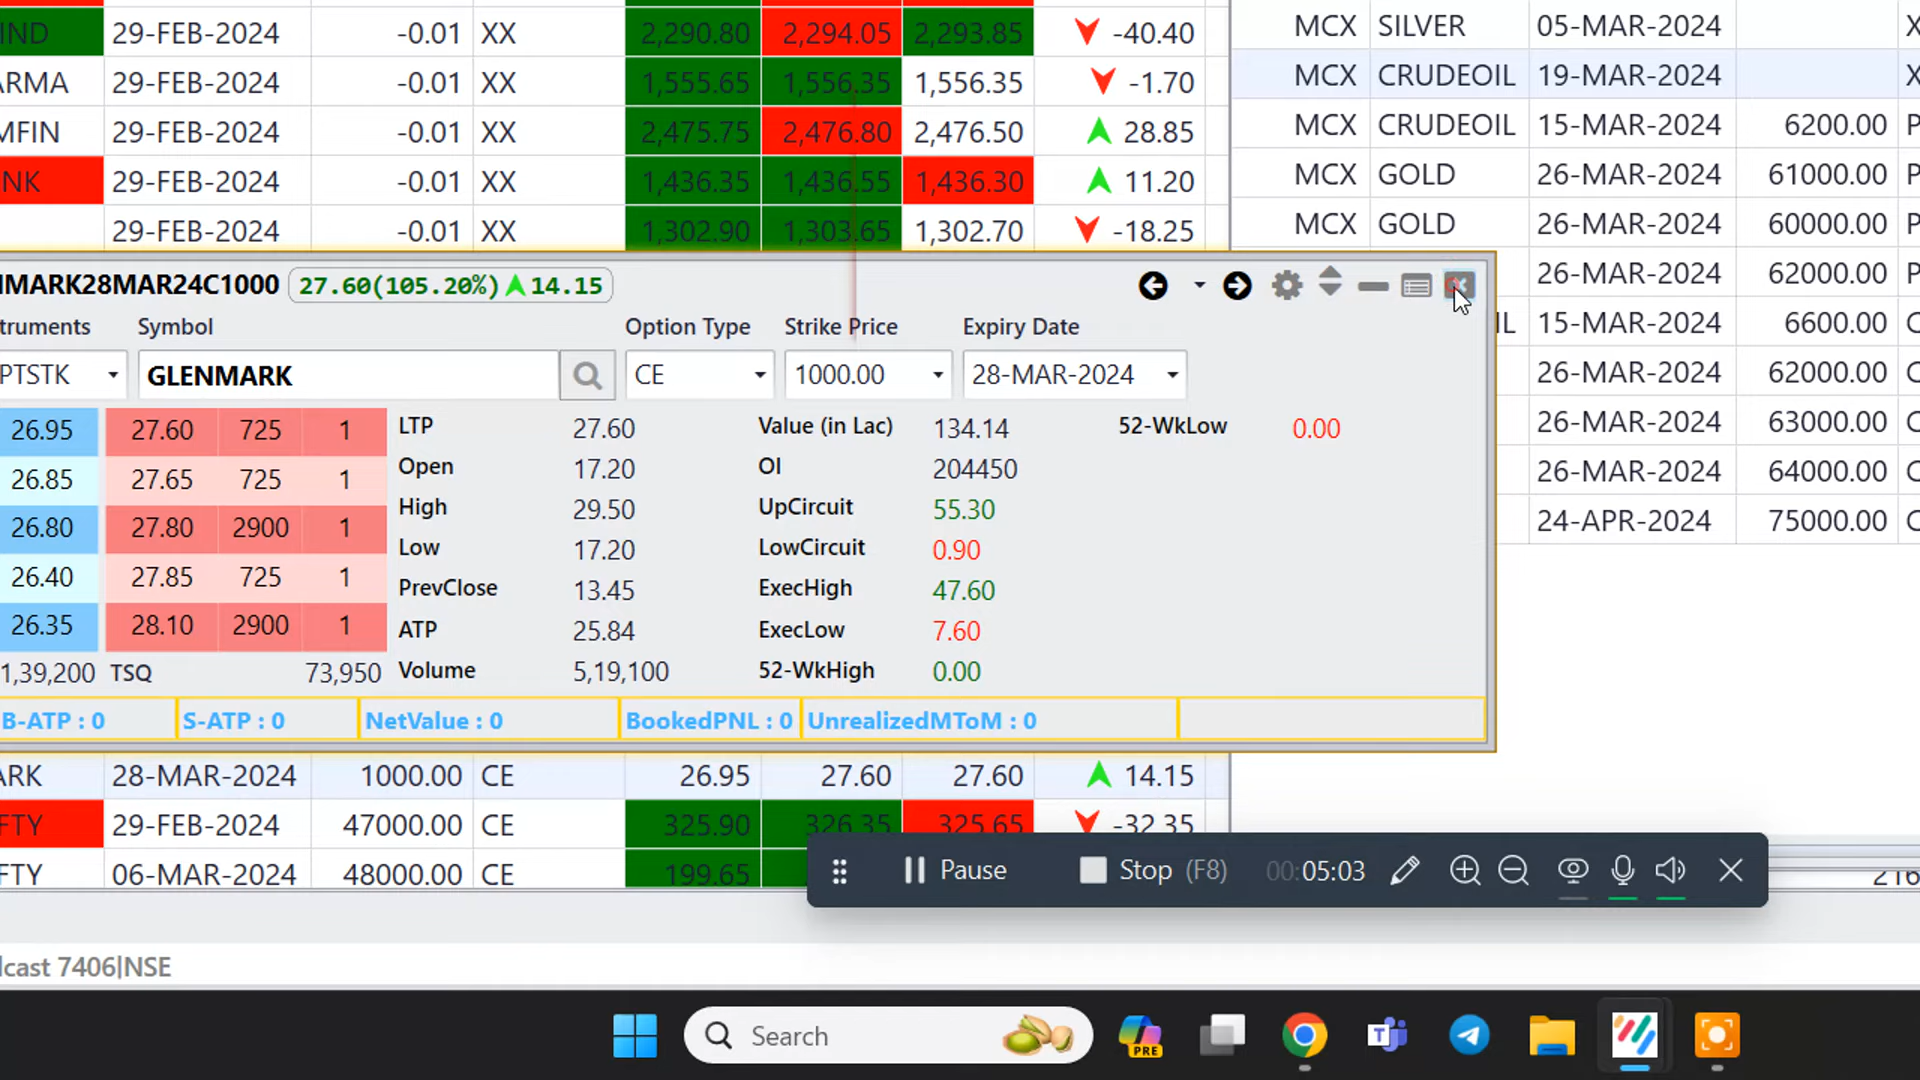 IND 29-FEB-2024 -0.01 XX 2,290.80 2,294.05 2,293.85 -40.40 MCX SILVER 05-MAR-2024 X
ARMA 29-FEB-2024 -0.01 XX 1,555.65 1,556.35 1,556.35 -1.70 MCX CRUDEOIL 19-MAR-2024 X
MFIN 29-FEB-2024 -0.01 XX 2,475.75 2,476.80 2,476.50 28.85 MCX CRUDEOIL 15-MAR-2024 6200.00 P
NK 29-FEB-2024 -0.01 XX 1,436.35 1,436.55 1,436.30 11.20 MCX GOLD 26-MAR-2024 61000.00 P
29-FEB-2024 -0.01 XX 1,302.90 1,303.65 1,302.70 -18.25 MCX GOLD 26-MAR-2024 60000.00 P
NMARK28MAR24C1000 27.60(105.20%) 14.15 26-MAR-2024 62000.00 P
truments Symbol Option Type Strike Price Expiry Date IL 15-MAR-2024 6600.00 C
PTSTK GLENMARK CE 1000.00 28-MAR-2024 26-MAR-2024 62000.00 C
26.95 27.60 725 1 LTP 27.60 Value (in Lac) 134.14 52-WkLow 0.00 26-MAR-2024 63000.00 C
26.85 27.65 725 1 Open 17.20 OI 204450 26-MAR-2024 64000.00 C
26.80 27.80 2900 1 High 29.50 UpCircuit 55.30 24-APR-2024 75000.00 C
26.40 27.85 725 1 Low 17.20 LowCircuit 0.90
26.35 28.10 2900 1 PrevClose 13.45 ExecHigh 47.60
ATP 25.84 ExecLow 7.60
1,39,200 TSQ 73,950 Volume 5,19,100 52-WkHigh 0.00
B-ATP : 0 S-ATP : 0 NetValue : 0 BookedPNL : 0 UnrealizedMToM : 0
ARK 28-MAR-2024 1000.00 CE 26.95 27.60 27.60 14.15
FTY 29-FEB-2024 47000.00 CE 325.90 326.35 325.65 -32.35
FTY 06-MAR-2024 48000.00 CE 199.65
Pause Stop (F8) 00:05:03 216
lcast 7406|NSE
Search PRE